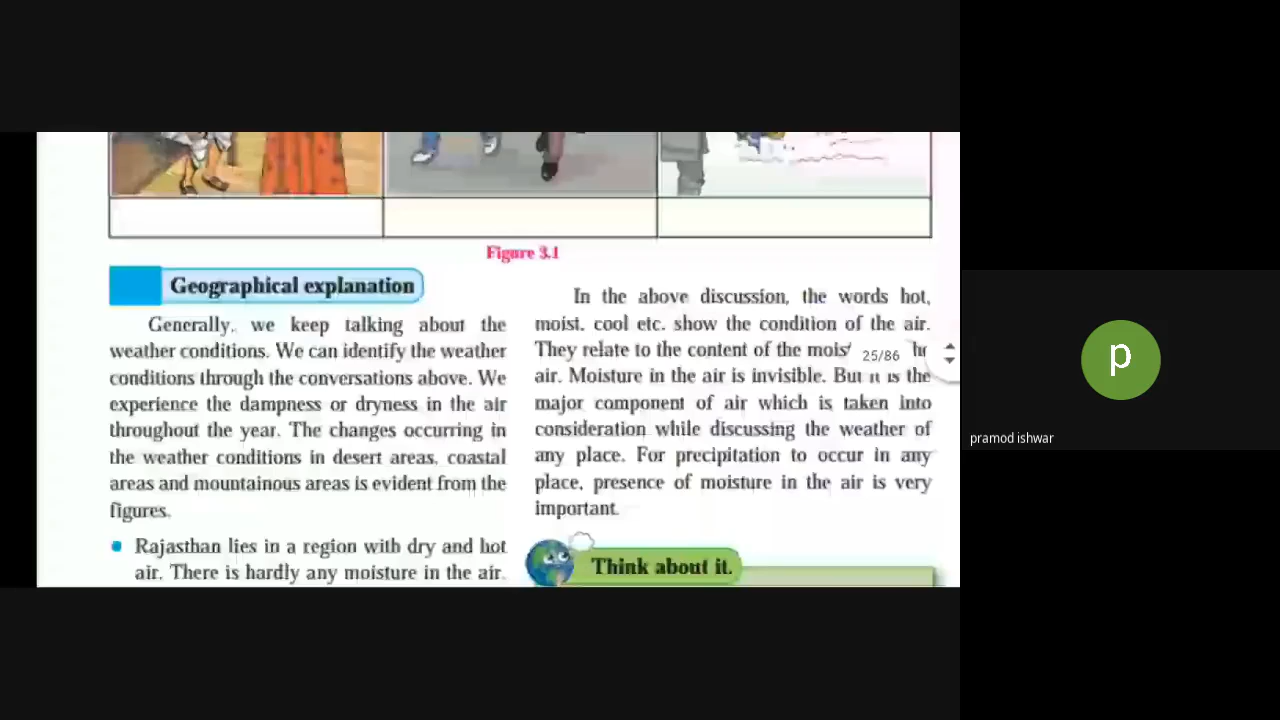 Figure 3.1
Geographical explanation
Generally, we keep talking about the
weather conditions. We can identify the weather
conditions through the conversations above. We
experience the dampness or dryness in the air
throughout the year. The changes occurring in
the weather conditions in desert areas, coastal
areas and mountainous areas is evident from the
figures.
Rajasthan lies in a region with dry and hot
air. There is hardly any moisture in the air.
In the above discussion, the words hot,
moist, cool etc. show the condition of the air.
They relate to the content of the
air. Moisture in the air is invisible. But it is the
major component of air which is taken into
consideration while discussing the weather of
any place. For precipitation to occur in any
place, presence of moisture in the air is very
important.
Think about it.
25/86
p
pramod ishwar